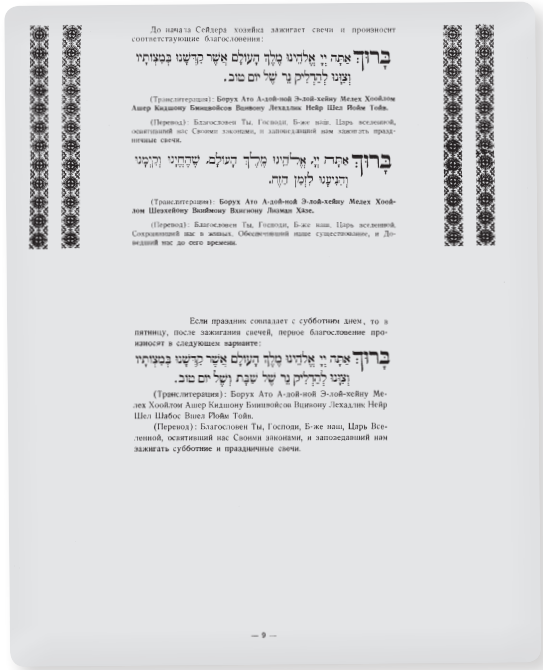 До начала Сейдера хозяйка зажигает свечи и произносит
соответствующие благословения:
בָּרוּךְ אַתָּה יְיָ אֱלֹהֵינוּ מֶלֶךְ הָעוֹלָם אֲשֶׁר קִדְּשָׁנוּ בְּמִצְוֹתָיו
וְצִוָּנוּ לְהַדְלִיק נֵר שֶׁל יוֹם טוֹב.
(Транслитерация): Борух Ато А-дой-ной Э-лой-хейну Мелех Хоойлом
Ашер Кидшону Бмицвойсов Вцивону Лехадлик Нейр Шел Йойм Тойв.
(Перевод): Благословен Ты, Господи, Б-же наш, Царь вселенной,
освятивший нас Своими законами, и заповедавший нам зажигать празд-
ничные свечи.
בָּרוּךְ אַתָּה יְיָ, אֱלֹהֵינוּ מֶלֶךְ הָעוֹלָם, שֶׁהֶחֱיָנוּ וְקִיְּמָנוּ
וְהִגִּיעָנוּ לִזְמַן הַזֶּה.
(Транслитерация): Борух Ато А-дой-ной Э-лой-хейну Мелех Хоой-
лом Шеэхейону Вкиймону Вхигиону Лизман Хазе.
(Перевод): Благословен Ты, Господи, Б-же наш, Царь вселенной,
Сохранивший нас в живых, Обеспечивший наше существование, и До-
ведший нас до сего времени.
Если праздник совпадает с субботним днем, то в
пятницу, после зажигания свечей, первое благословение про-
износят в следующем варианте:
בָּרוּךְ אַתָּה יְיָ אֱלֹהֵינוּ מֶלֶךְ הָעוֹלָם אֲשֶׁר קִדְּשָׁנוּ בְּמִצְוֹתָיו
וְצִוָּנוּ לְהַדְלִיק נֵר שֶׁל שַׁבָּת וְשֶׁל יוֹם טוֹב.
(Транслитерация): Борух Ато А-дой-ной Э-лой-хейну Ме-
лех Хоойлом Ашер Кидшону Бмицвойсов Вцивону Лехадлик Нейр
Шел Шабос Вшел Йойм Тойв.
(Перевод): Благословен Ты, Господи, Б-же наш, Царь Все-
ленной, освятивший нас Своими законами, и заповедавший нам
зажигать субботние и праздничные свечи.
— 9 —